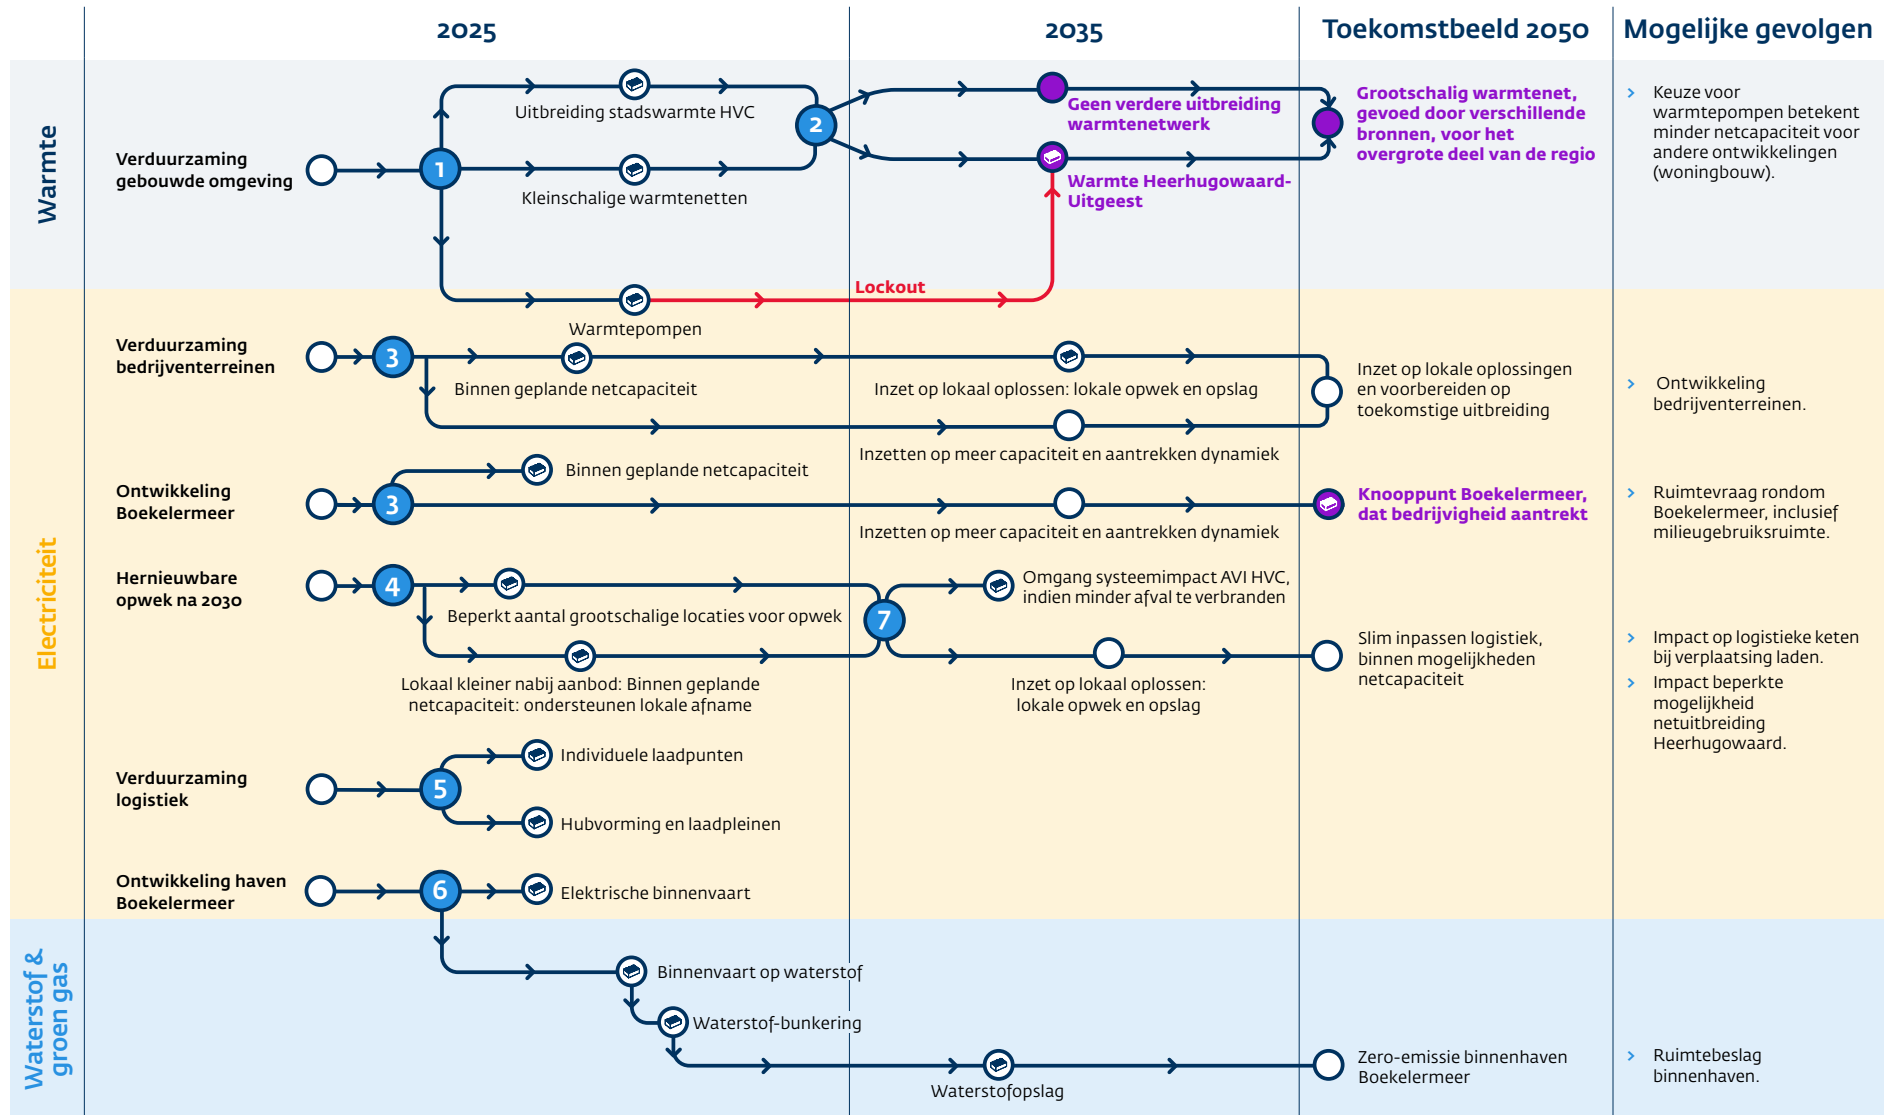 2025
2035
Toekomstbeeld 2050
Mogelijke gevolgen
Warmte
Verduurzaming
gebouwde omgeving
1
Uitbreiding stadswarmte HVC
Kleinschalige warmtenetten
2
Geen verdere uitbreiding
warmtenetwerk
Warmte Heerhugowaard-
Uitgeest
Grootschalig warmtenet,
gevoed door verschillende
bronnen, voor het
overgrote deel van de regio
> Keuze voor
warmtepompen betekent
minder netcapaciteit voor
andere ontwikkelingen
(woningbouw).
Lockout
Warmtepompen
Electriciteit
Verduurzaming
bedrijventerreinen
3
Binnen geplande netcapaciteit
Inzet op lokaal oplossen: lokale opwek en opslag
Inzetten op meer capaciteit en aantrekken dynamiek
Inzet op lokale oplossingen
en voorbereiden op
toekomstige uitbreiding
> Ontwikkeling
bedrijventerreinen.
Ontwikkeling
Boekelermeer
3
Binnen geplande netcapaciteit
Inzetten op meer capaciteit en aantrekken dynamiek
Knooppunt Boekelermeer,
dat bedrijvigheid aantrekt
> Ruimtevraag rondom
Boekelermeer, inclusief
milieugebruiksruimte.
Hernieuwbare
opwek na 2030
4
Beperkt aantal grootschalige locaties voor opwek
Lokaal kleiner nabij aanbod: Binnen geplande
netcapaciteit: ondersteunen lokale afname
7
Omgang systeemimpact AVI HVC,
indien minder afval te verbranden
Inzet op lokaal oplossen:
lokale opwek en opslag
Slim inpassen logistiek,
binnen mogelijkheden
netcapaciteit
> Impact op logistieke keten
bij verplaatsing laden.
> Impact beperkte
mogelijkheid
netuitbreiding
Heerhugowaard.
Verduurzaming
logistiek
5
Individuele laadpunten
Hubvorming en laadpleinen
Ontwikkeling haven
Boekelermeer
6
Elektrische binnenvaart
Waterstof &
groen gas
Binnenvaart op waterstof
Waterstof-bunkering
Waterstofopslag
Zero-emissie binnenhaven
Boekelermeer
> Ruimtebeslag
binnenhaven.